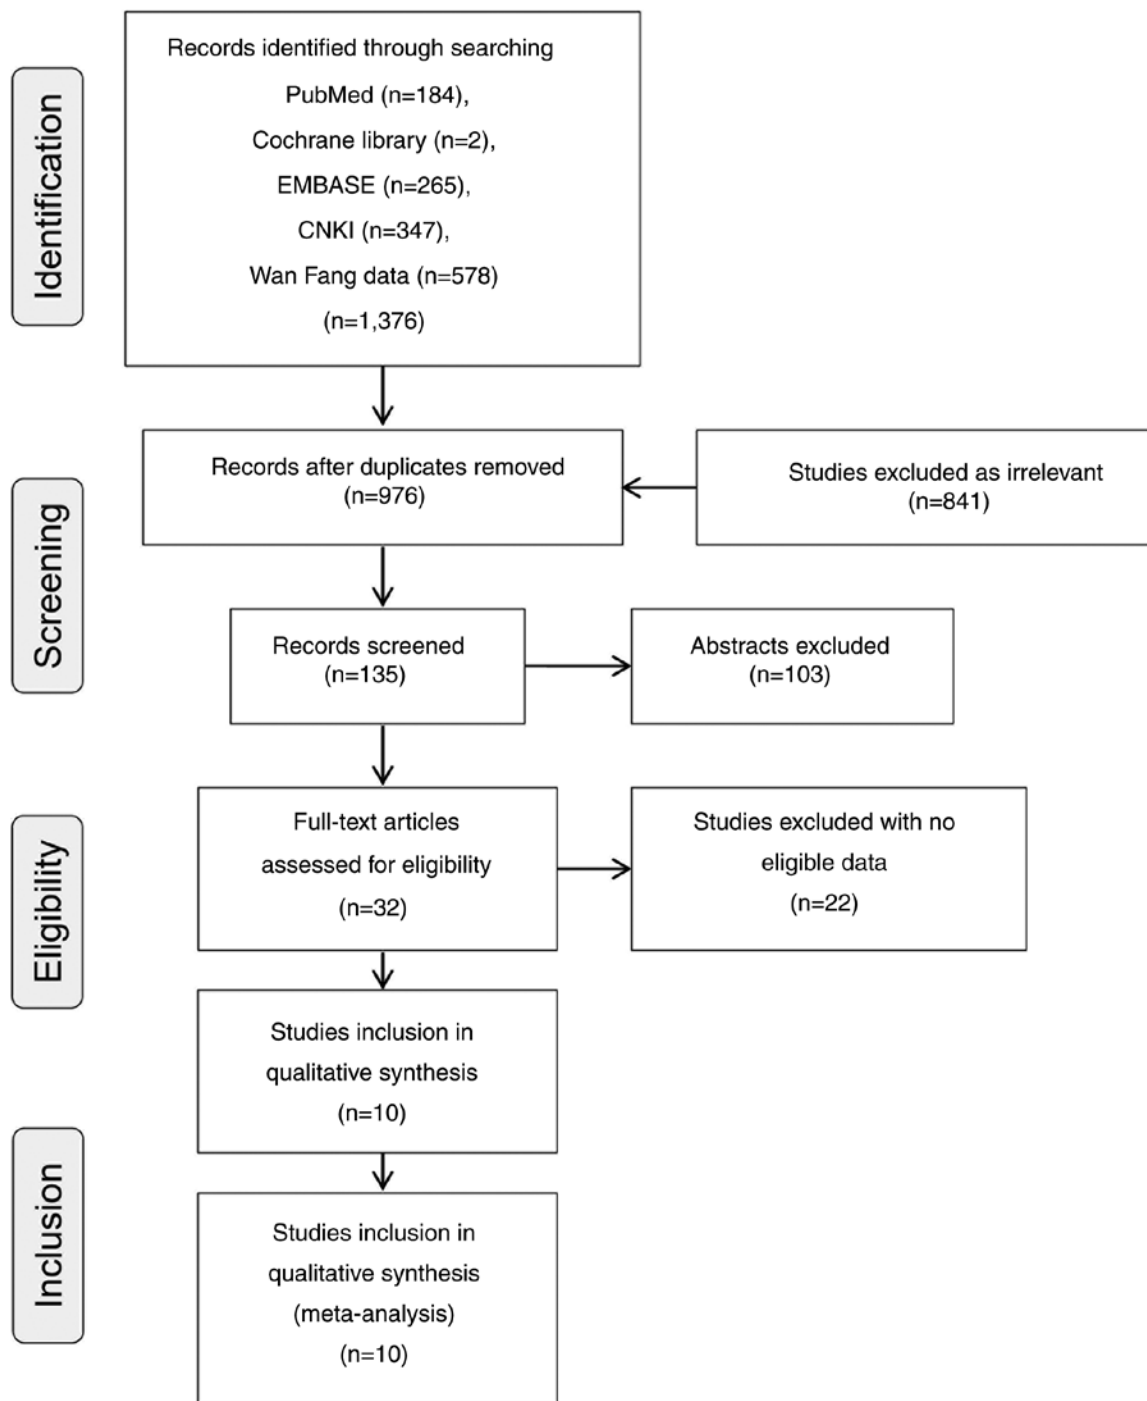 Identification
Records identified through searching
PubMed (n=184),
Cochrane library (n=2),
EMBASE (n=265),
CNKI (n=347),
Wan Fang data (n=578)
(n=1,376)
Screening
Records after duplicates removed
(n=976)
Studies excluded as irrelevant
(n=841)
Records screened
(n=135)
Abstracts excluded
(n=103)
Eligibility
Full-text articles
assessed for eligibility
(n=32)
Studies excluded with no
eligible data
(n=22)
Studies inclusion in
qualitative synthesis
(n=10)
Inclusion
Studies inclusion in
qualitative synthesis
(meta-analysis)
(n=10)